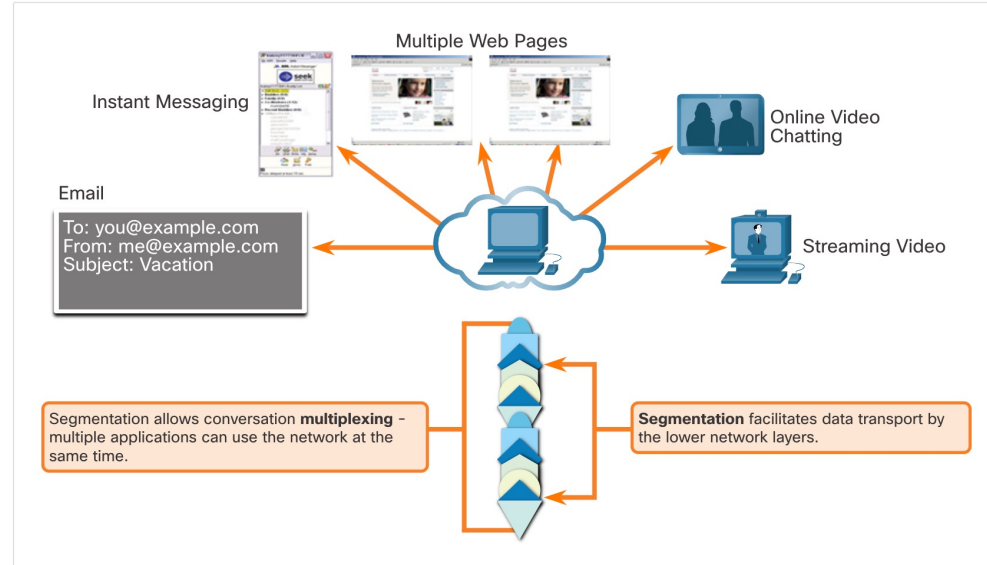 Multiple Web Pages
Instant Messaging
seek
Online Video
Chatting
Email
To: you@example.com
From: me@example.com
Subject: Vacation
Streaming Video
Segmentation allows conversation multiplexing -
multiple applications can use the network at the
same time.
Segmentation facilitates data transport by
the lower network layers.